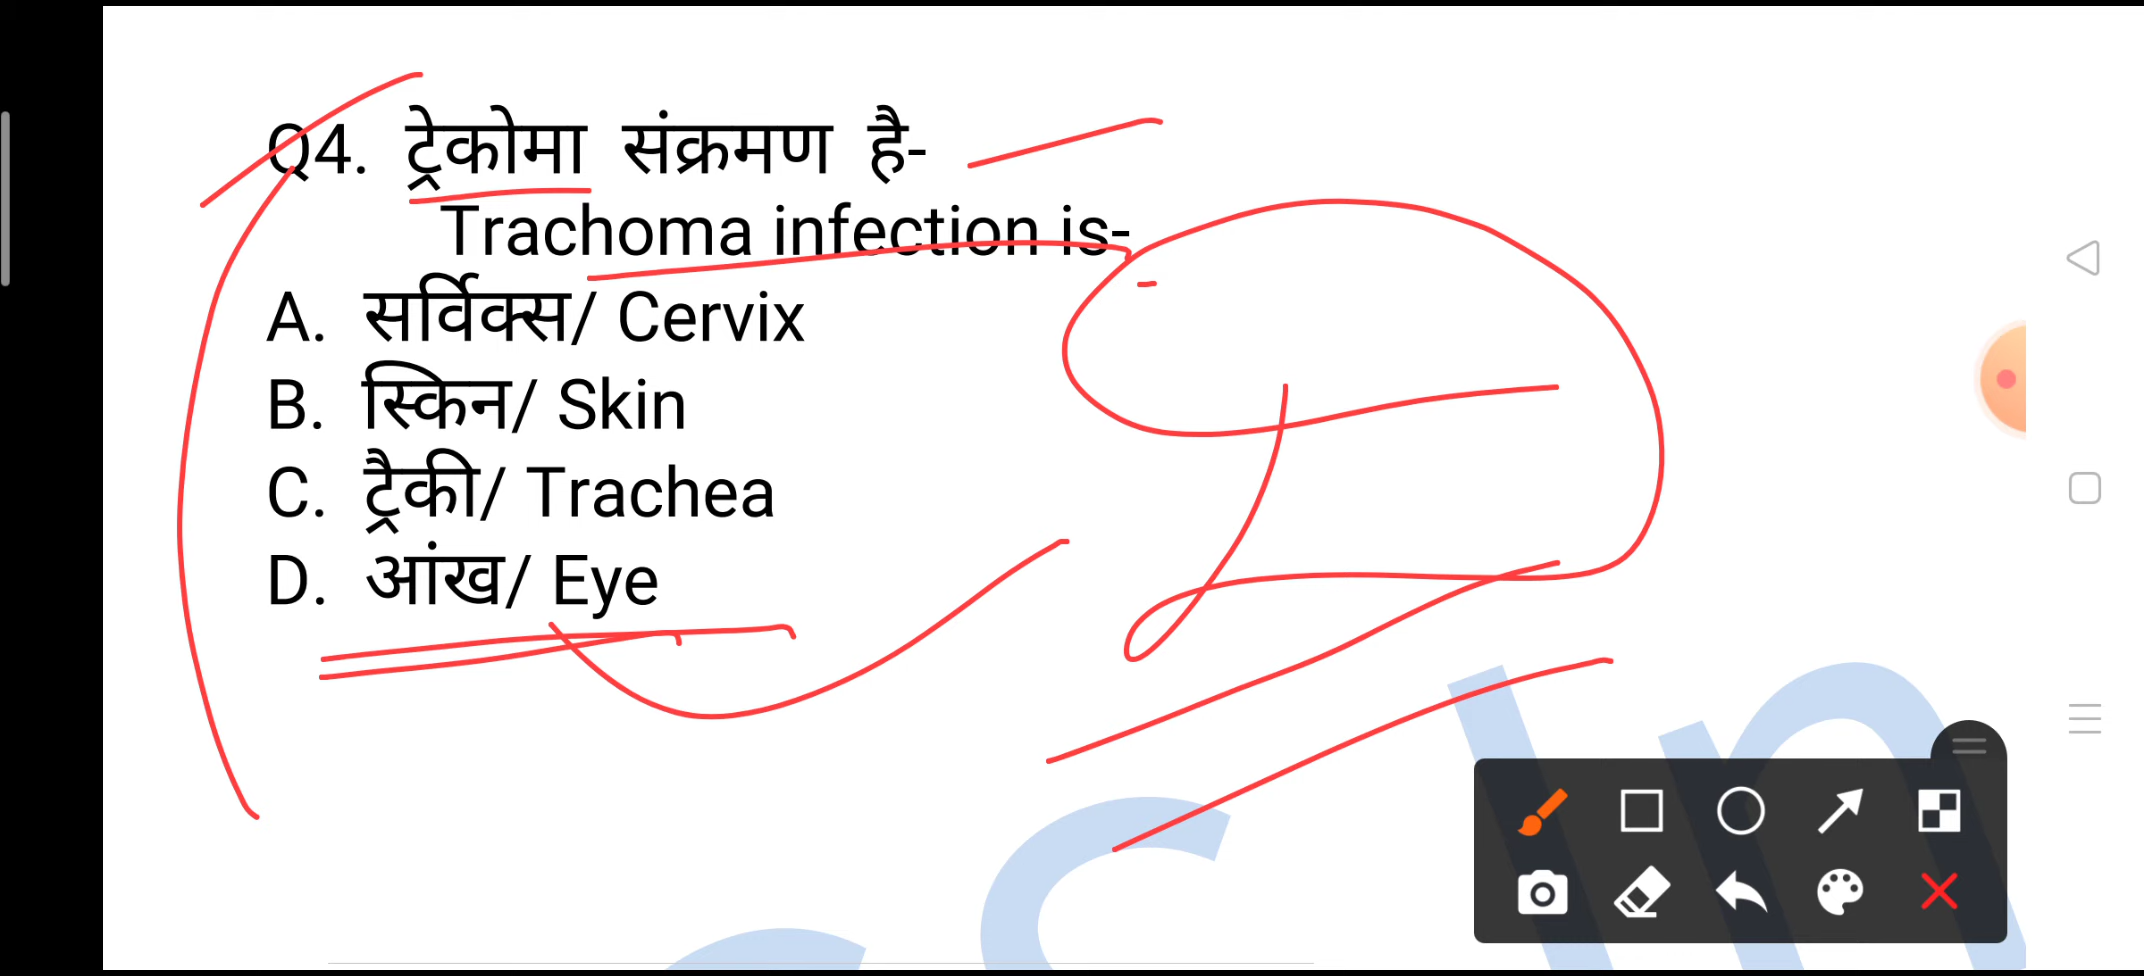 Q4. ट्रेकोमा संक्रमण है-
Trachoma infection is-
A. सर्विक्स/ Cervix
B. स्किन/ Skin
C. ट्रैकी/ Trachea
D. आंख/ Eye